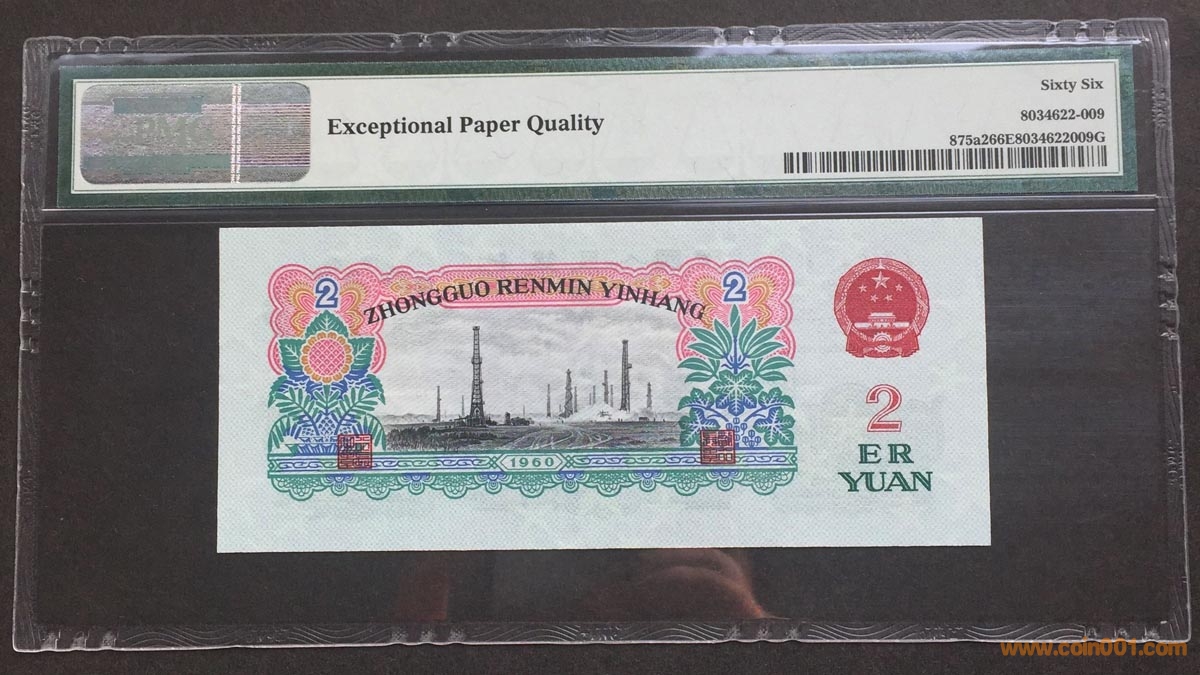 Sixty Six
PMG
Exceptional Paper Quality
8034622-009
875a266E8034622009G
ZHONGGUO RENMIN YINHANG
2
2
2
ER
YUAN
1960
www.coin001.com